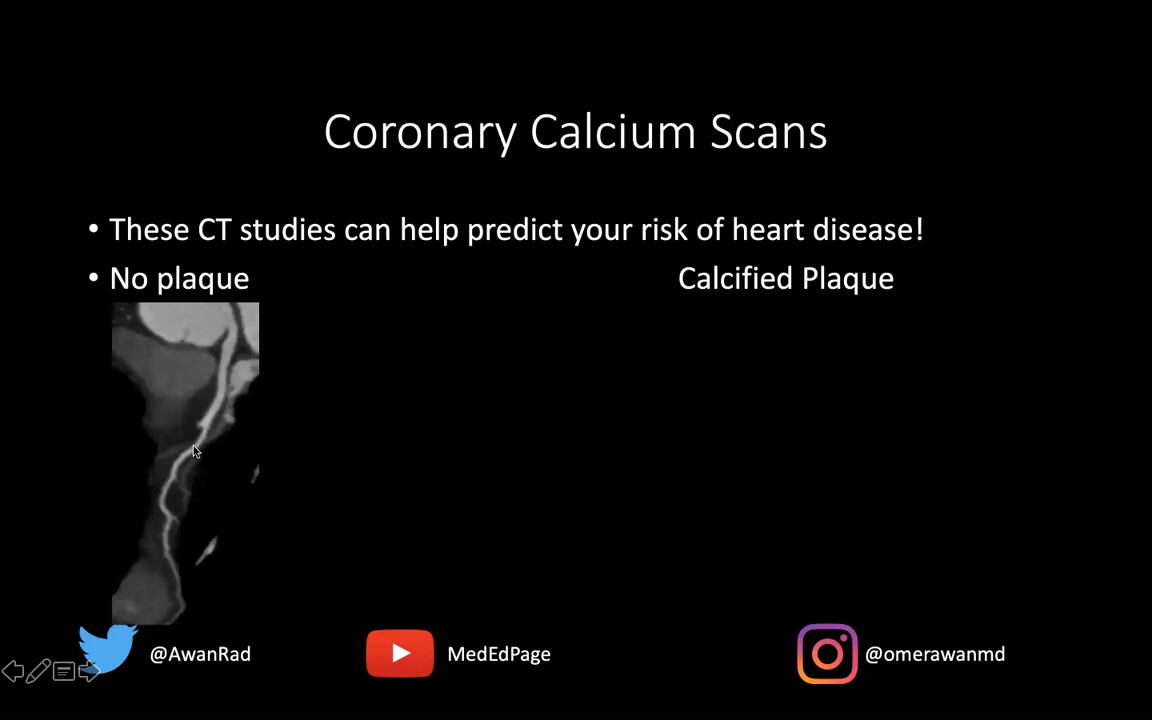 Coronary Calcium Scans
• These CT studies can help predict your risk of heart disease!
• No plaque Calcified Plaque
@AwanRad MedEdPage @omerawanmd